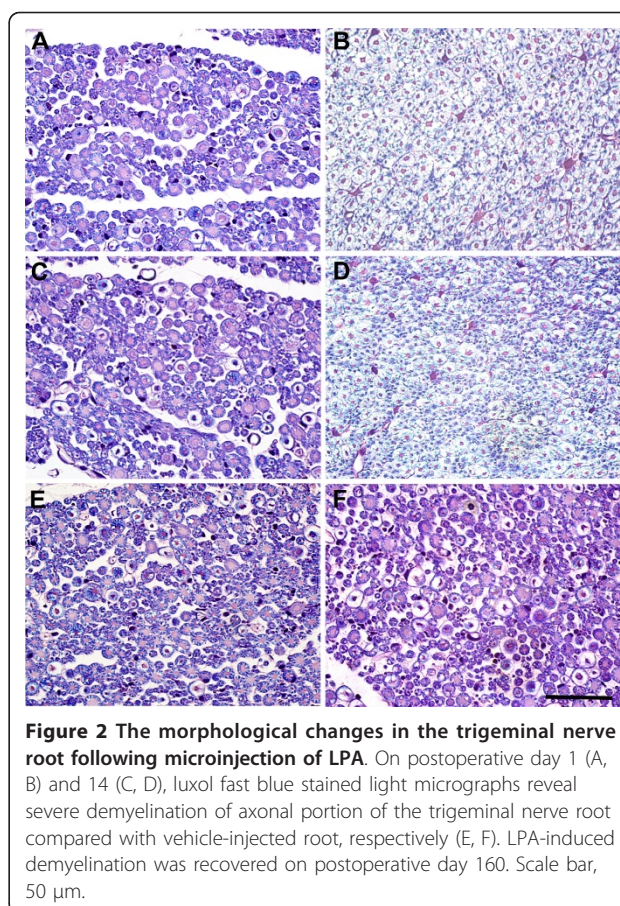 A
B
C
D
E
F
Figure 2 The morphological changes in the trigeminal nerve
root following microinjection of LPA. On postoperative day 1 (A,
B) and 14 (C, D), luxol fast blue stained light micrographs reveal
severe demyelination of axonal portion of the trigeminal nerve root
compared with vehicle-injected root, respectively (E, F). LPA-induced
demyelination was recovered on postoperative day 160. Scale bar,
50 μm.